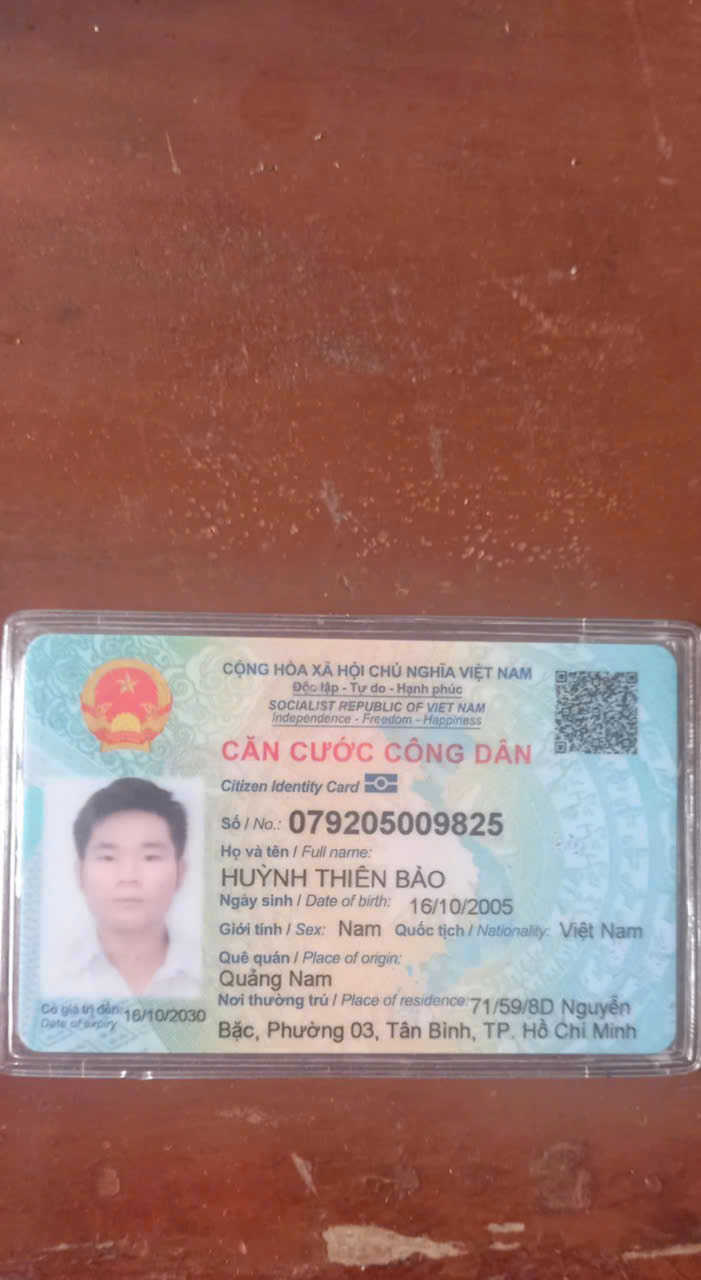 CỘNG HÒA XÃ HỘI CHỦ NGHĨA VIỆT NAM
Độc lập - Tự do - Hạnh phúc
SOCIALIST REPUBLIC OF VIET NAM
Independence - Freedom - Happiness
CĂN CƯỚC CÔNG DÂN
Citizen Identity Card
Số / No.: 079205009825
Họ và tên / Full name:
HUỲNH THIÊN BẢO
Ngày sinh / Date of birth: 16/10/2005
Giới tính / Sex: Nam Quốc tịch / Nationality: Việt Nam
Quê quán / Place of origin:
Quảng Nam
Nơi thường trú / Place of residence: 71/59/8D Nguyễn
Bặc, Phường 03, Tân Bình, TP. Hồ Chí Minh
Có giá trị đến: 16/10/2030
Date of expiry